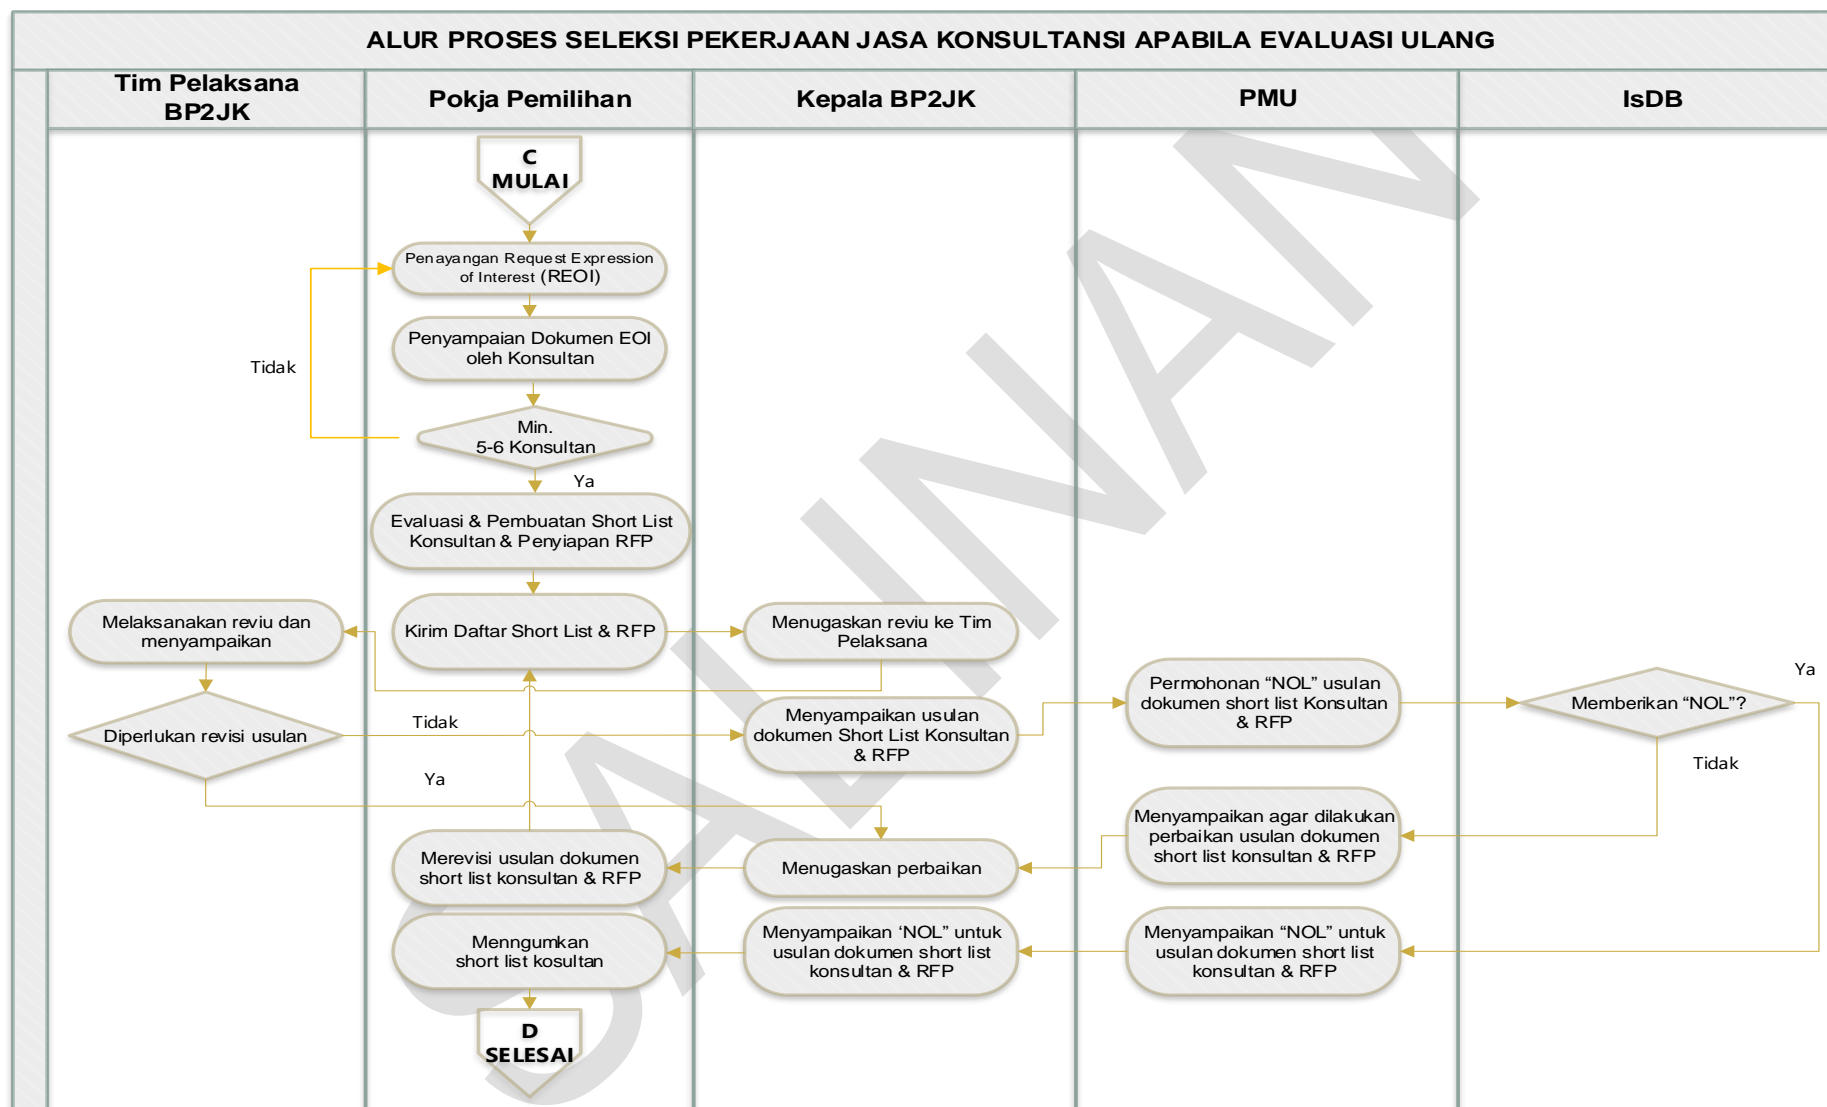 ALUR PROSES SELEKSI PEKERJAAN JASA KONSULTANSI APABILA EVALUASI ULANG
Tim Pelaksana
BP2JK
Pokja Pemilihan
Kepala BP2JK
PMU
IsDB
C
MULAI
Penayangan Request Expression
of Interest (REOI)
Penyampaian Dokumen EOI
oleh Konsultan
Tidak
Min.
5-6 Konsultan
Ya
Evaluasi & Pembuatan Short List
Konsultan & Penyiapan RFP
Melaksanakan reviu dan
menyampaikan
Kirim Daftar Short List & RFP
Menugaskan reviu ke Tim
Pelaksana
Permohonan “NOL” usulan
dokumen short list Konsultan
& RFP
Memberikan “NOL”?
Ya
Diperlukan revisi usulan
Tidak
Menyampaikan usulan
dokumen Short List Konsultan
& RFP
Tidak
Ya
Menyampaikan agar dilakukan
perbaikan usulan dokumen
short list konsultan & RFP
Merevisi usulan dokumen
short list konsultan & RFP
Menugaskan perbaikan
Menngumkan
short list kosultan
Menyampaikan ‘NOL” untuk
usulan dokumen short list
konsultan & RFP
Menyampaikan “NOL” untuk
usulan dokumen short list
konsultan & RFP
D
SELESAI
SALINAN